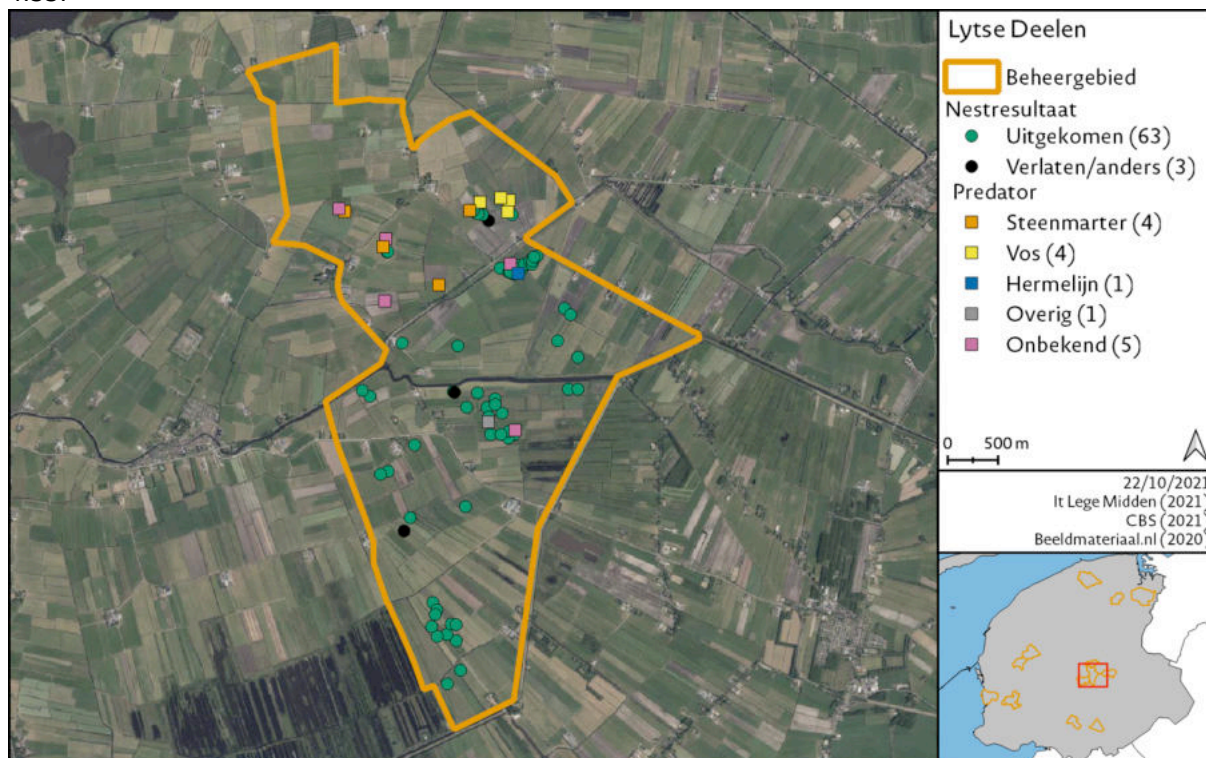 Lytse Deelen
Beheergebied
Nestresultaat
Uitgekomen (63)
Verlaten/anders (3)
Predator
Steenmarter (4)
Vos (4)
Hermelijn (1)
Overig (1)
Onbekend (5)
0 500 m
22/10/2021
It Lege Midden (2021)
CBS (2021)
Beeldmateriaal.nl (2020)